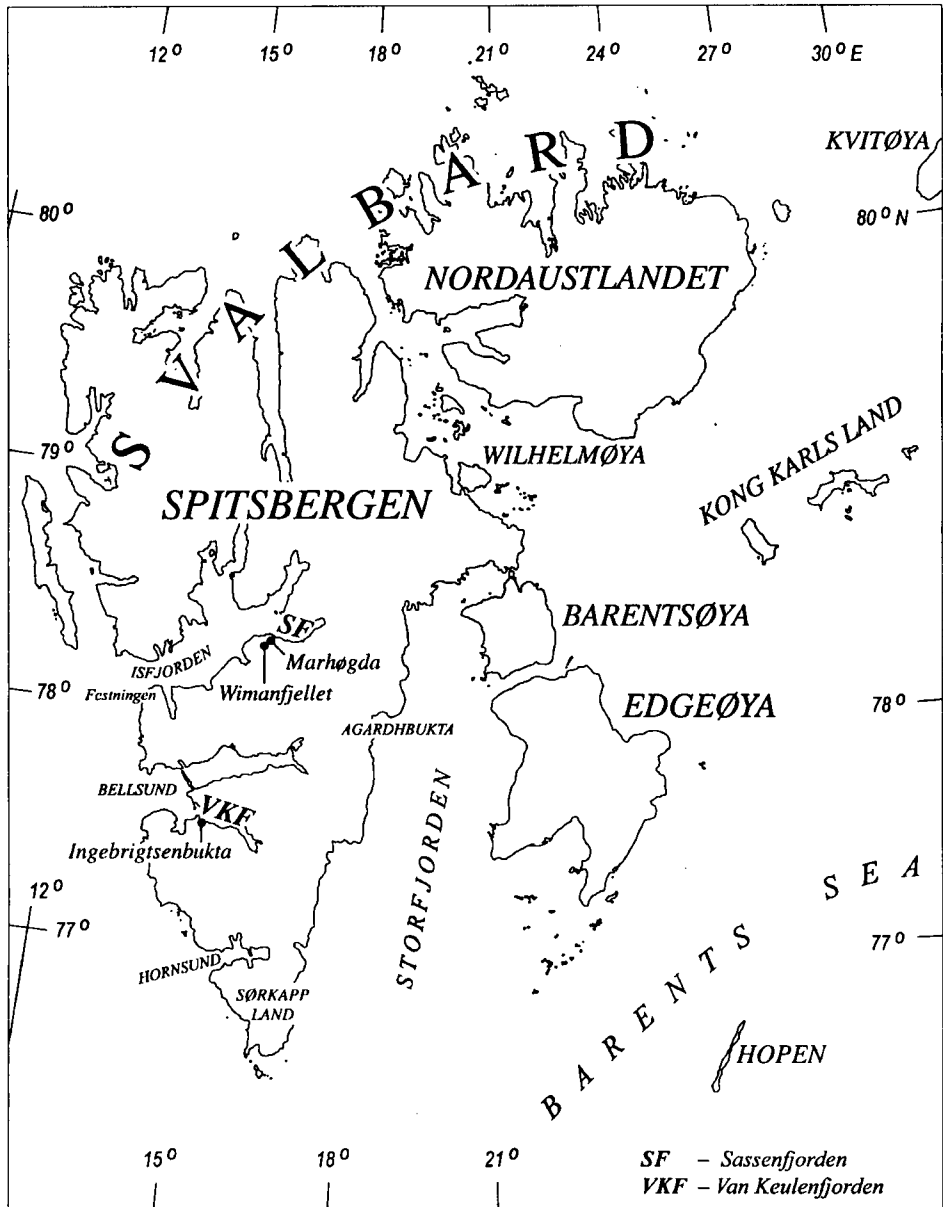 12° 15° 18° 21° 24° 27° 30° E
SVALBARD
KVITØYA
80° 80° N
NORDAUSTLANDET
79°
WILHELMØYA
KONG KARLS LAND
SPITSBERGEN
BARENTSØYA
SF
Marhøgda
ISFJORDEN
Festningen
Wimanfjellet
78° 78°
EDGEØYA
AGARDHBUKTA
BELLSUND
VKF
Ingebrigtsenbukta
STORFJORDEN
BARENTS SEA
12°
77° 77°
HORNSUND
SØRKAPP
LAND
HOPEN
15° 18° 21°
SF – Sassenfjorden
VKF – Van Keulenfjorden